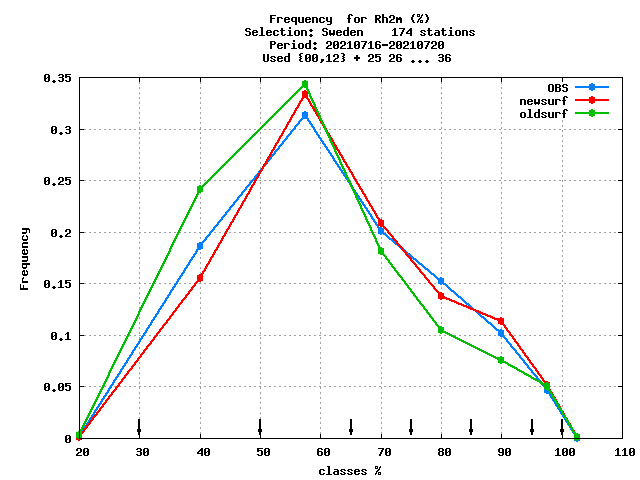 Frequency  for Rh2m (%)
Selection: Sweden    174 stations
Period: 20210716-20210720
Used {00,12} + 25 26 ... 36
OBS
newsurf
oldsurf
0.35
0.3
0.25
0.2
0.15
0.1
0.05
0
Frequency
20 30 40 50 60 70 80 90 100 110
classes %